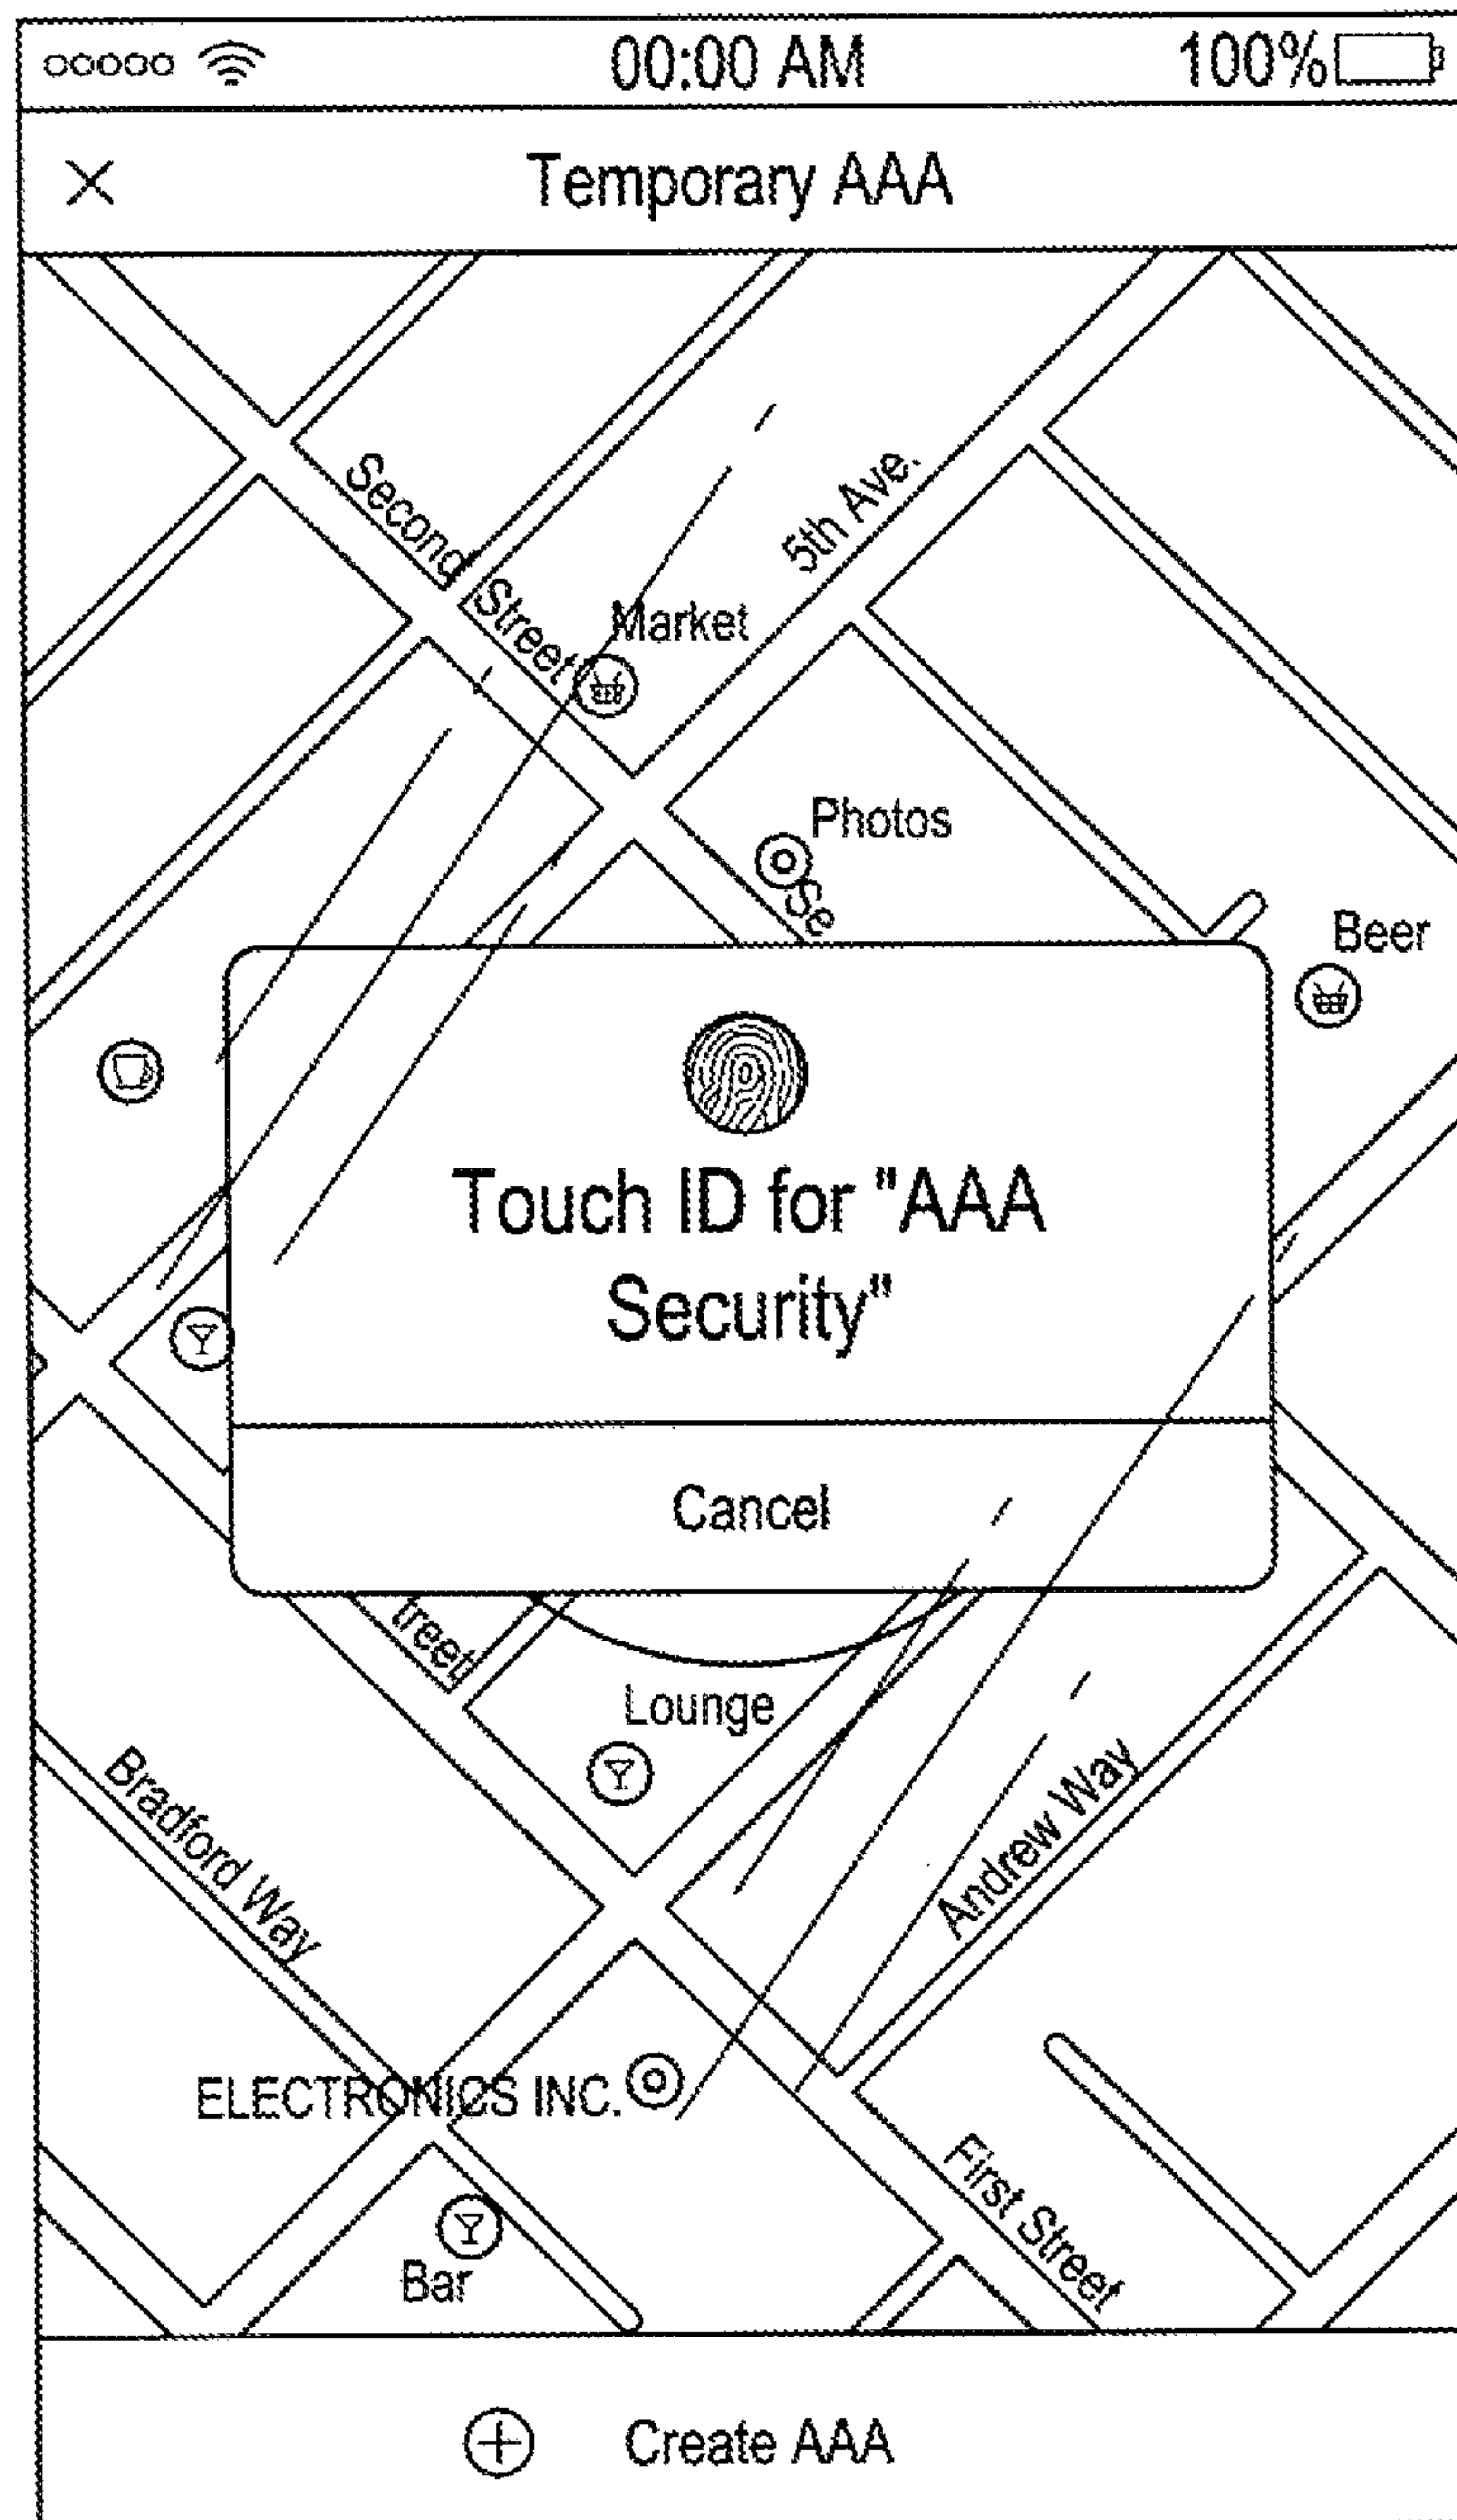 00:00 AM 100%
Temporary AAA
Second Street
5th Ave.
Market
Photos
Se
Beer
Touch ID for "AAA
Security"
Cancel
treet
Lounge
Bradford Way
Andrew Way
ELECTRONICS INC.
First Street
Bar
Create AAA